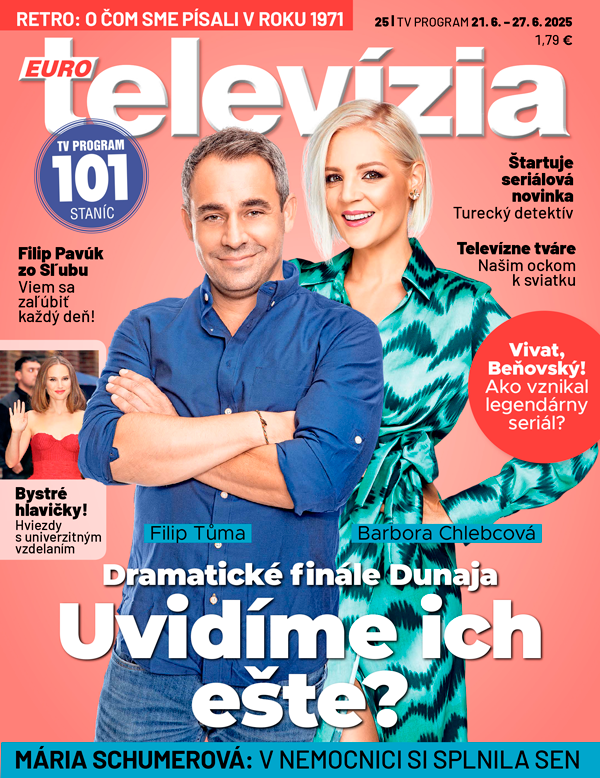 RETRO: O ČOM SME PÍSALI V ROKU 1971
25 | TV PROGRAM 21. 6. – 27. 6. 2025
1,79 €
EURO
televízia
TV PROGRAM
101
STANÍC
Štartuje
seriálová
novinka
Turecký detektív
Filip Pavúk
zo Sľubu
Viem sa
zaľúbiť
každý deň!
Televízne tváre
Našim ockom
k sviatku
Vivat,
Beňovský!
Ako vznikal
legendárny
seriál?
Bystré
hlavičky!
Hviezdy
s univerzitným
vzdelaním
Filip Tůma
Barbora Chlebcová
Dramatické finále Dunaja
Uvidíme ich
ešte?
MÁRIA SCHUMEROVÁ: V NEMOCNICI SI SPLNILA SEN